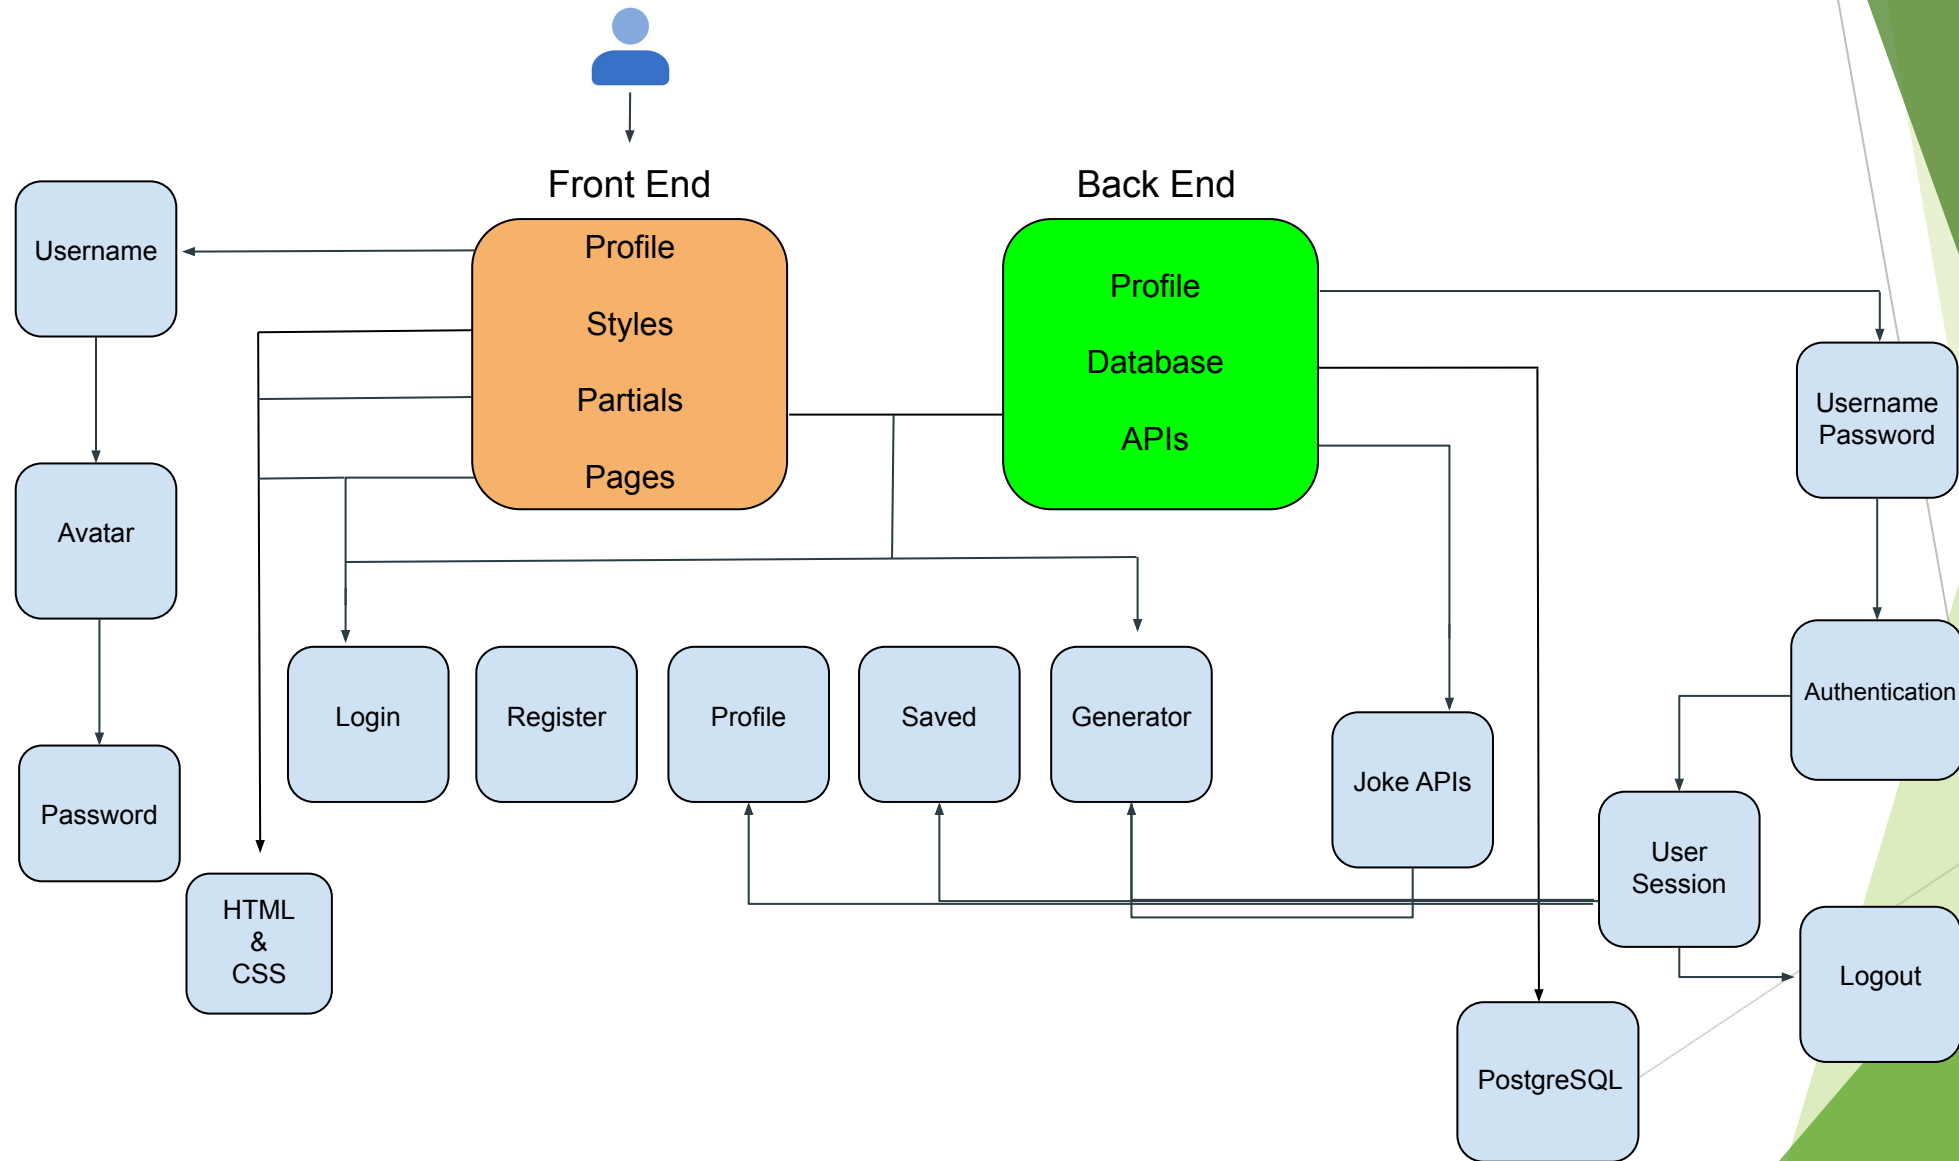 Front End
Back End
Profile
Styles
Partials
Pages
Profile
Database
APIs
Username
Avatar
Password
HTML
&
CSS
Login
Register
Profile
Saved
Generator
Joke APIs
Username
Password
Authentication
User
Session
Logout
PostgreSQL